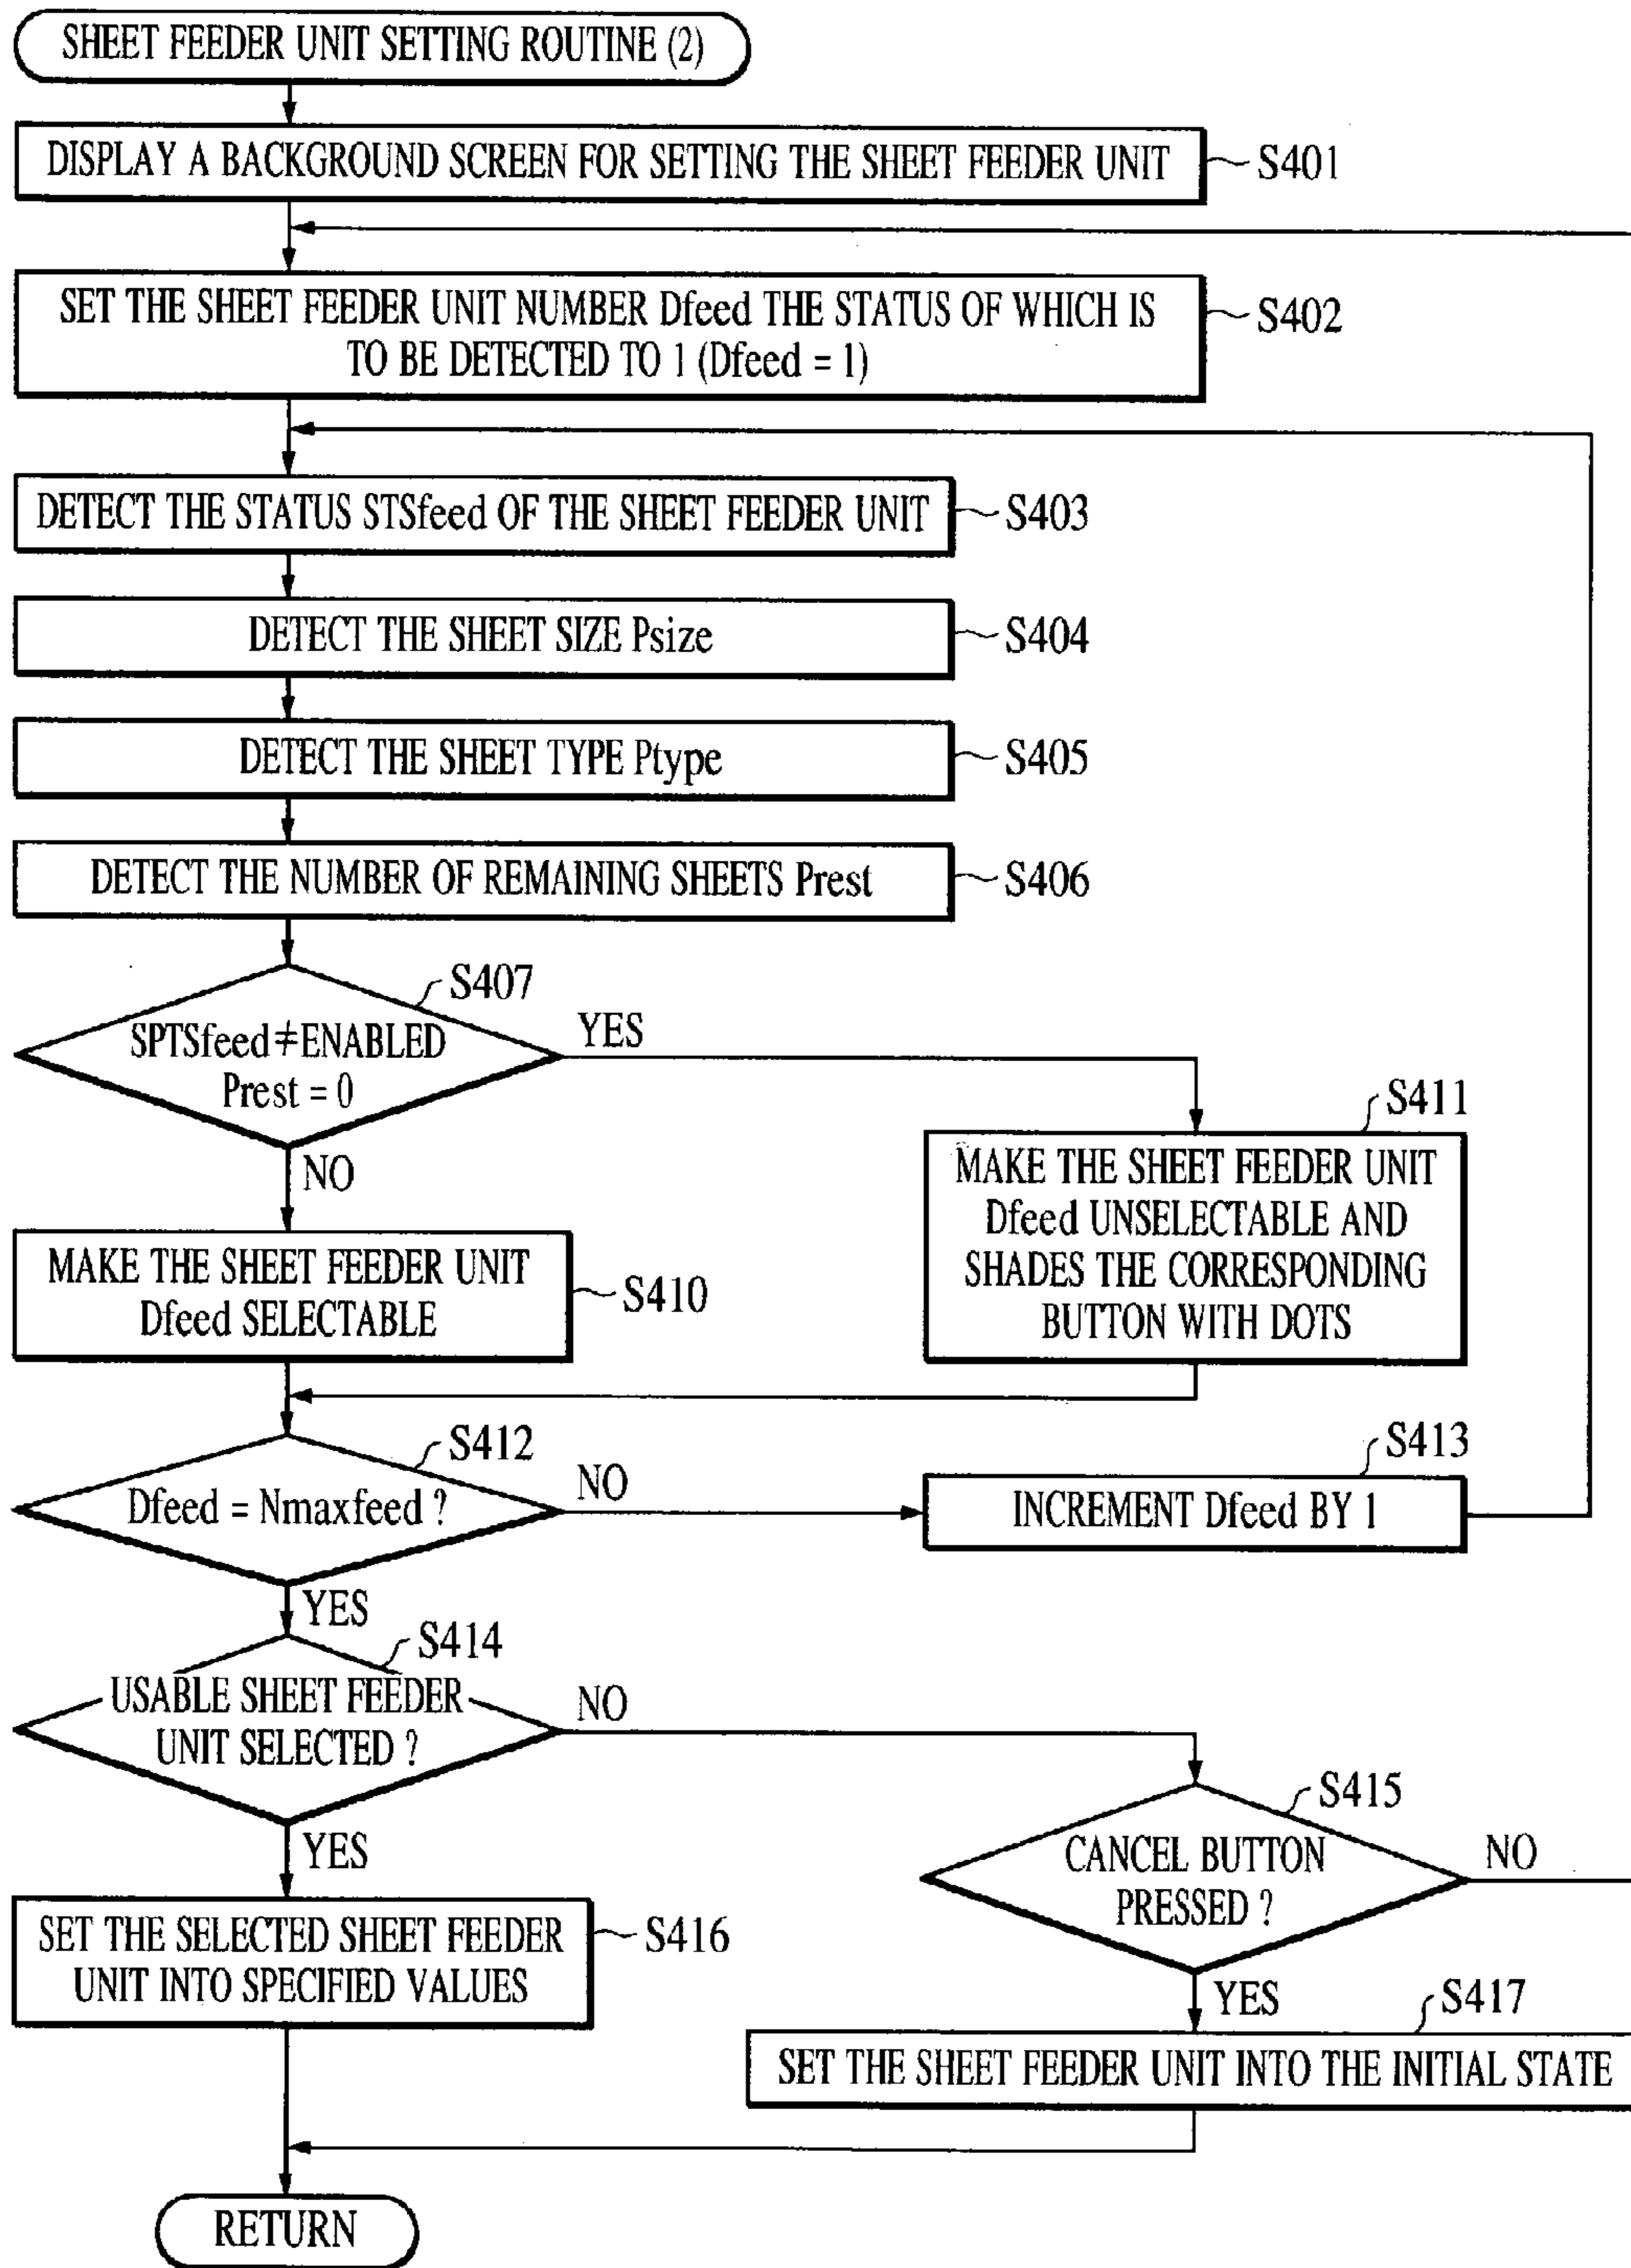 SHEET FEEDER UNIT SETTING ROUTINE (2)
DISPLAY A BACKGROUND SCREEN FOR SETTING THE SHEET FEEDER UNIT
S401
SET THE SHEET FEEDER UNIT NUMBER Dfeed THE STATUS OF WHICH IS
TO BE DETECTED TO 1 (Dfeed = 1)
S402
DETECT THE STATUS STSfeed OF THE SHEET FEEDER UNIT
S403
DETECT THE SHEET SIZE Psize
S404
DETECT THE SHEET TYPE Ptype
S405
DETECT THE NUMBER OF REMAINING SHEETS Prest
S406
S407
SPTSfeed≠ENABLED
Prest = 0
YES
NO
S411
MAKE THE SHEET FEEDER UNIT
Dfeed UNSELECTABLE AND
SHADES THE CORRESPONDING
BUTTON WITH DOTS
MAKE THE SHEET FEEDER UNIT
Dfeed SELECTABLE
S410
S412
Dfeed = Nmaxfeed ?
NO
YES
S413
INCREMENT Dfeed BY 1
S414
USABLE SHEET FEEDER
UNIT SELECTED ?
NO
YES
S415
CANCEL BUTTON
PRESSED ?
NO
YES
SET THE SELECTED SHEET FEEDER
UNIT INTO SPECIFIED VALUES
S416
S417
SET THE SHEET FEEDER UNIT INTO THE INITIAL STATE
RETURN